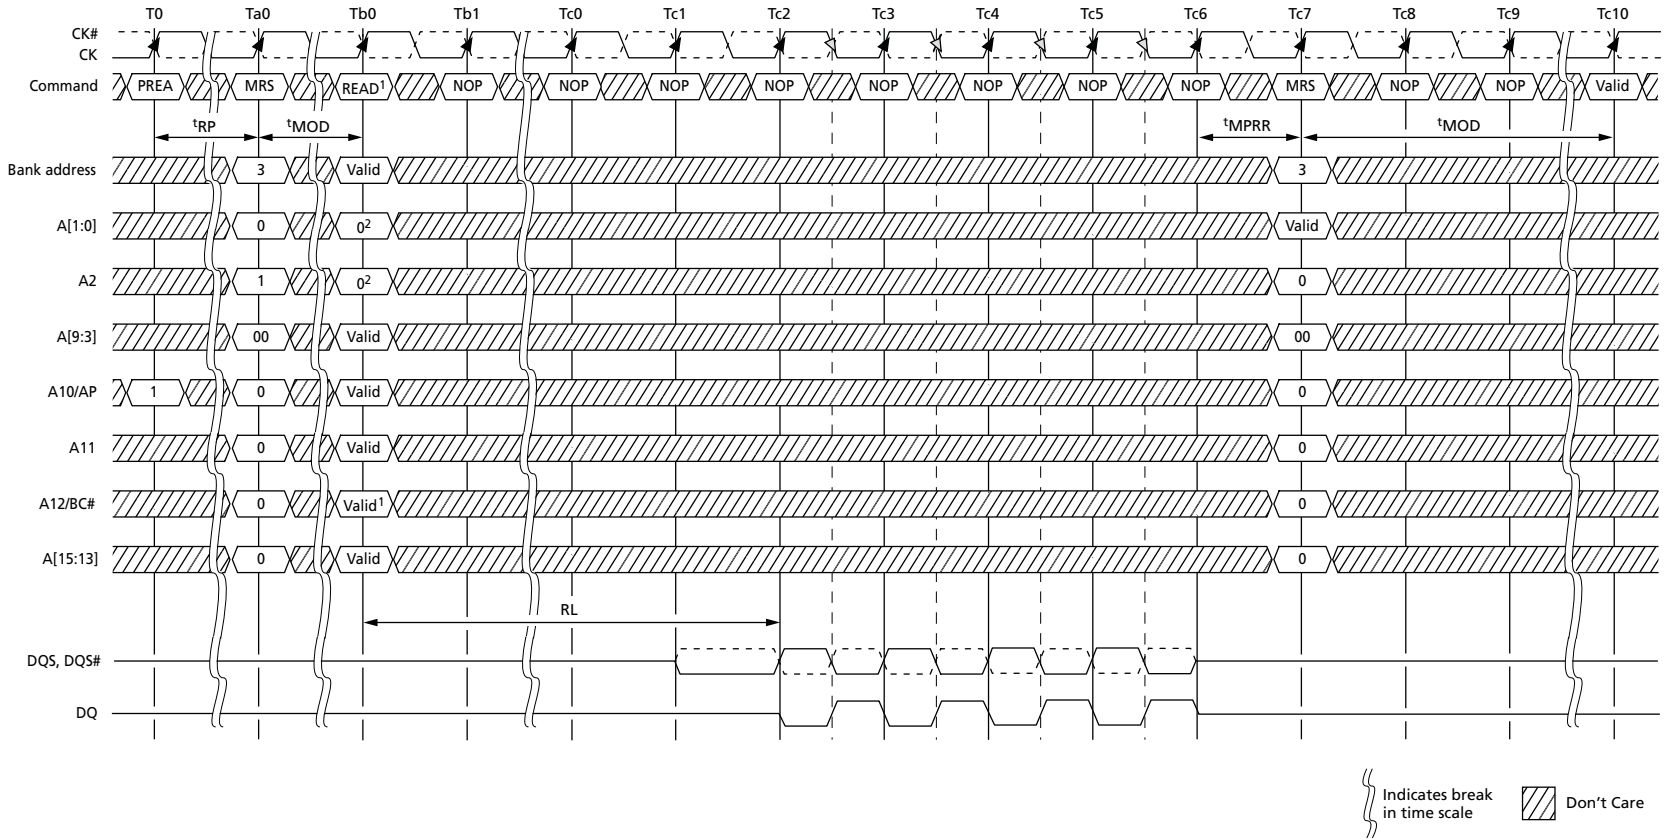 T0 Ta0 Tb0 Tb1 Tc0 Tc1 Tc2 Tc3 Tc4 Tc5 Tc6 Tc7 Tc8 Tc9 Tc10
CK#
CK
Command PREA MRS READ1 NOP NOP NOP NOP NOP NOP NOP NOP MRS NOP NOP Valid
tRP tMOD tMPRR tMOD
Bank address 3 Valid 3
A[1:0] 0 02 Valid
A2 1 02 0
A[9:3] 00 Valid 00
A10/AP 1 0 Valid 0
A11 0 Valid 0
A12/BC# 0 Valid1 0
A[15:13] 0 Valid 0
RL
DQS, DQS#
DQ
Indicates break
in time scale
Don't Care